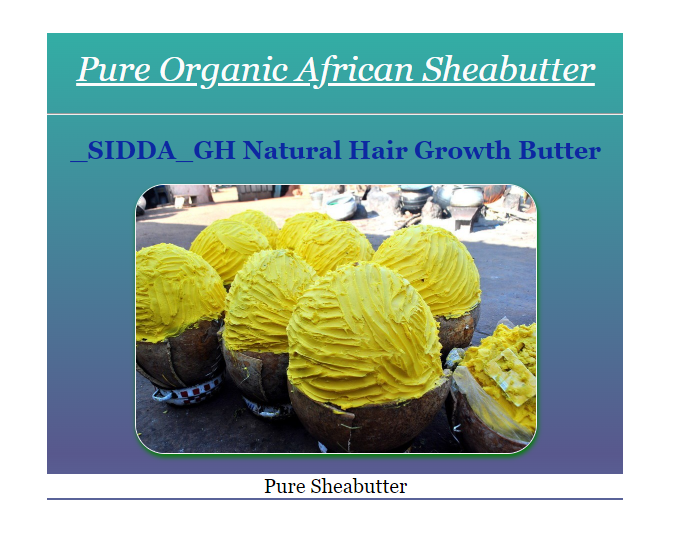 Pure Organic African Sheabutter
_SIDDA_GH Natural Hair Growth Butter
Pure Sheabutter